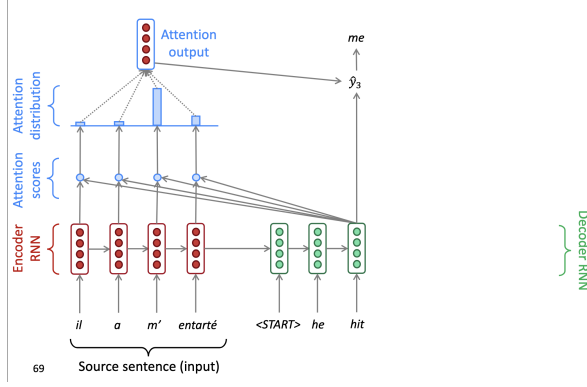 Attention
output
me
ŷ3
Attention
distribution
Attention
scores
Encoder
RNN
Decoder RNN
il a m’ entarté <START> he hit
Source sentence (input)
69